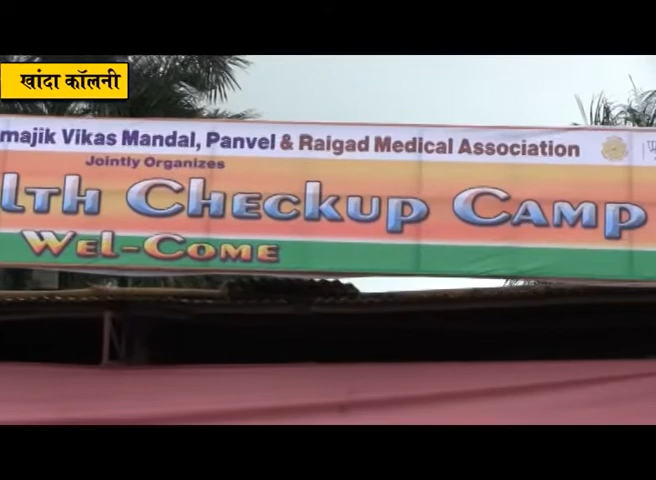 खांदा कॉलनी
majik Vikas Mandal, Panvel & Raigad Medical Association
Jointly Organizes
lth Checkup Camp
Wel-Come